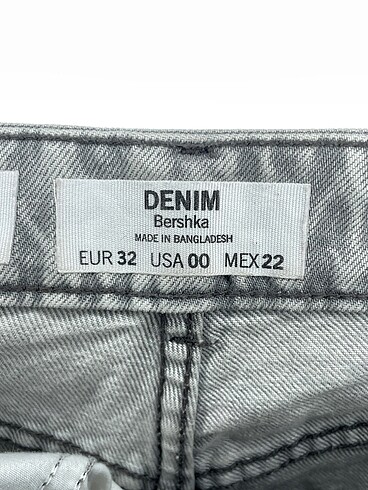 DENIM
Bershka
MADE IN BANGLADESH
EUR 32 USA 00 MEX 22